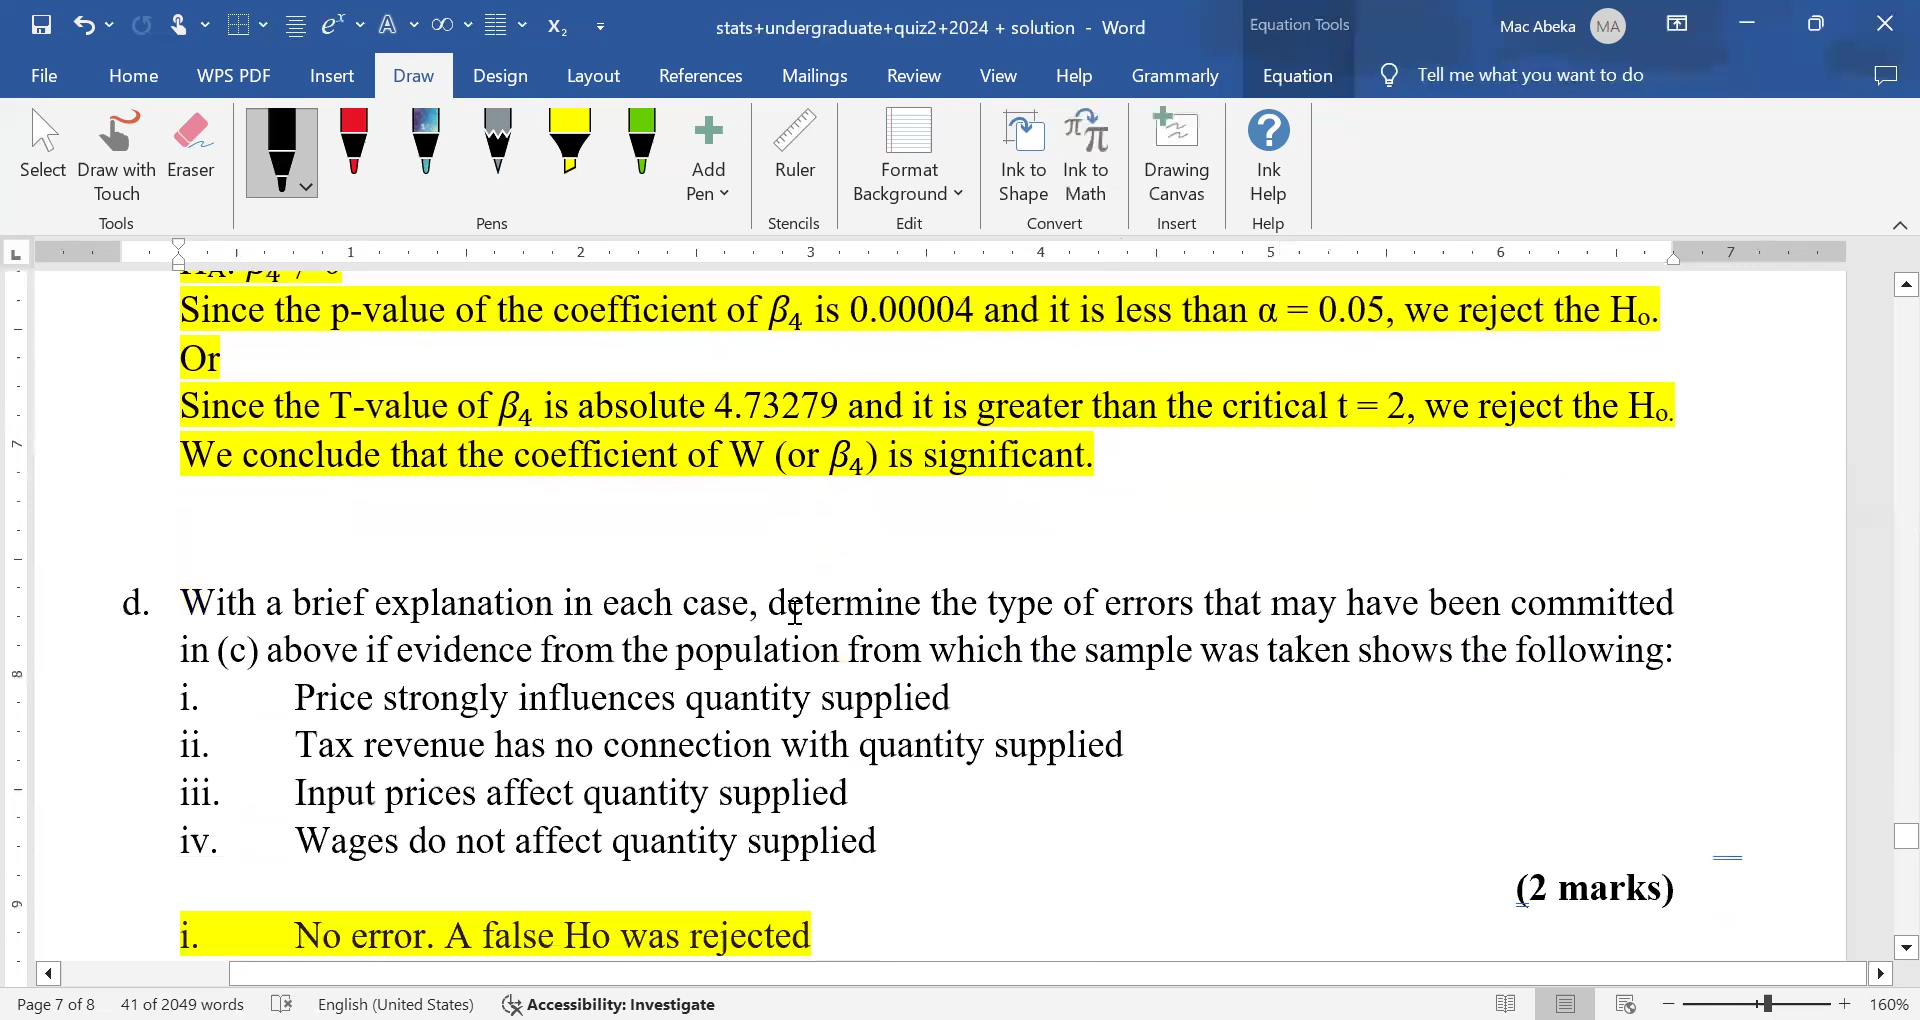 stats+undergraduate+quiz2+2024 + solution - Word
Equation Tools
Mac Abeka
MA
File
Home
WPS PDF
Insert
Draw
Design
Layout
References
Mailings
Review
View
Help
Grammarly
Equation
Tell me what you want to do
Select
Draw with Touch
Eraser
Add Pen
Ruler
Format Background
Ink to Shape
Ink to Math
Drawing Canvas
Ink Help
Tools
Pens
Stencils
Edit
Convert
Insert
Help
1 2 3 4 5 6 7
Since the p-value of the coefficient of β₄ is 0.00004 and it is less than α = 0.05, we reject the Hₒ.
Or
Since the T-value of β₄ is absolute 4.73279 and it is greater than the critical t = 2, we reject the Hₒ.
We conclude that the coefficient of W (or β₄) is significant.
d. With a brief explanation in each case, determine the type of errors that may have been committed
in (c) above if evidence from the population from which the sample was taken shows the following:
i. Price strongly influences quantity supplied
ii. Tax revenue has no connection with quantity supplied
iii. Input prices affect quantity supplied
iv. Wages do not affect quantity supplied
(2 marks)
i. No error. A false Ho was rejected
7
8
9
Page 7 of 8
41 of 2049 words
English (United States)
Accessibility: Investigate
160%